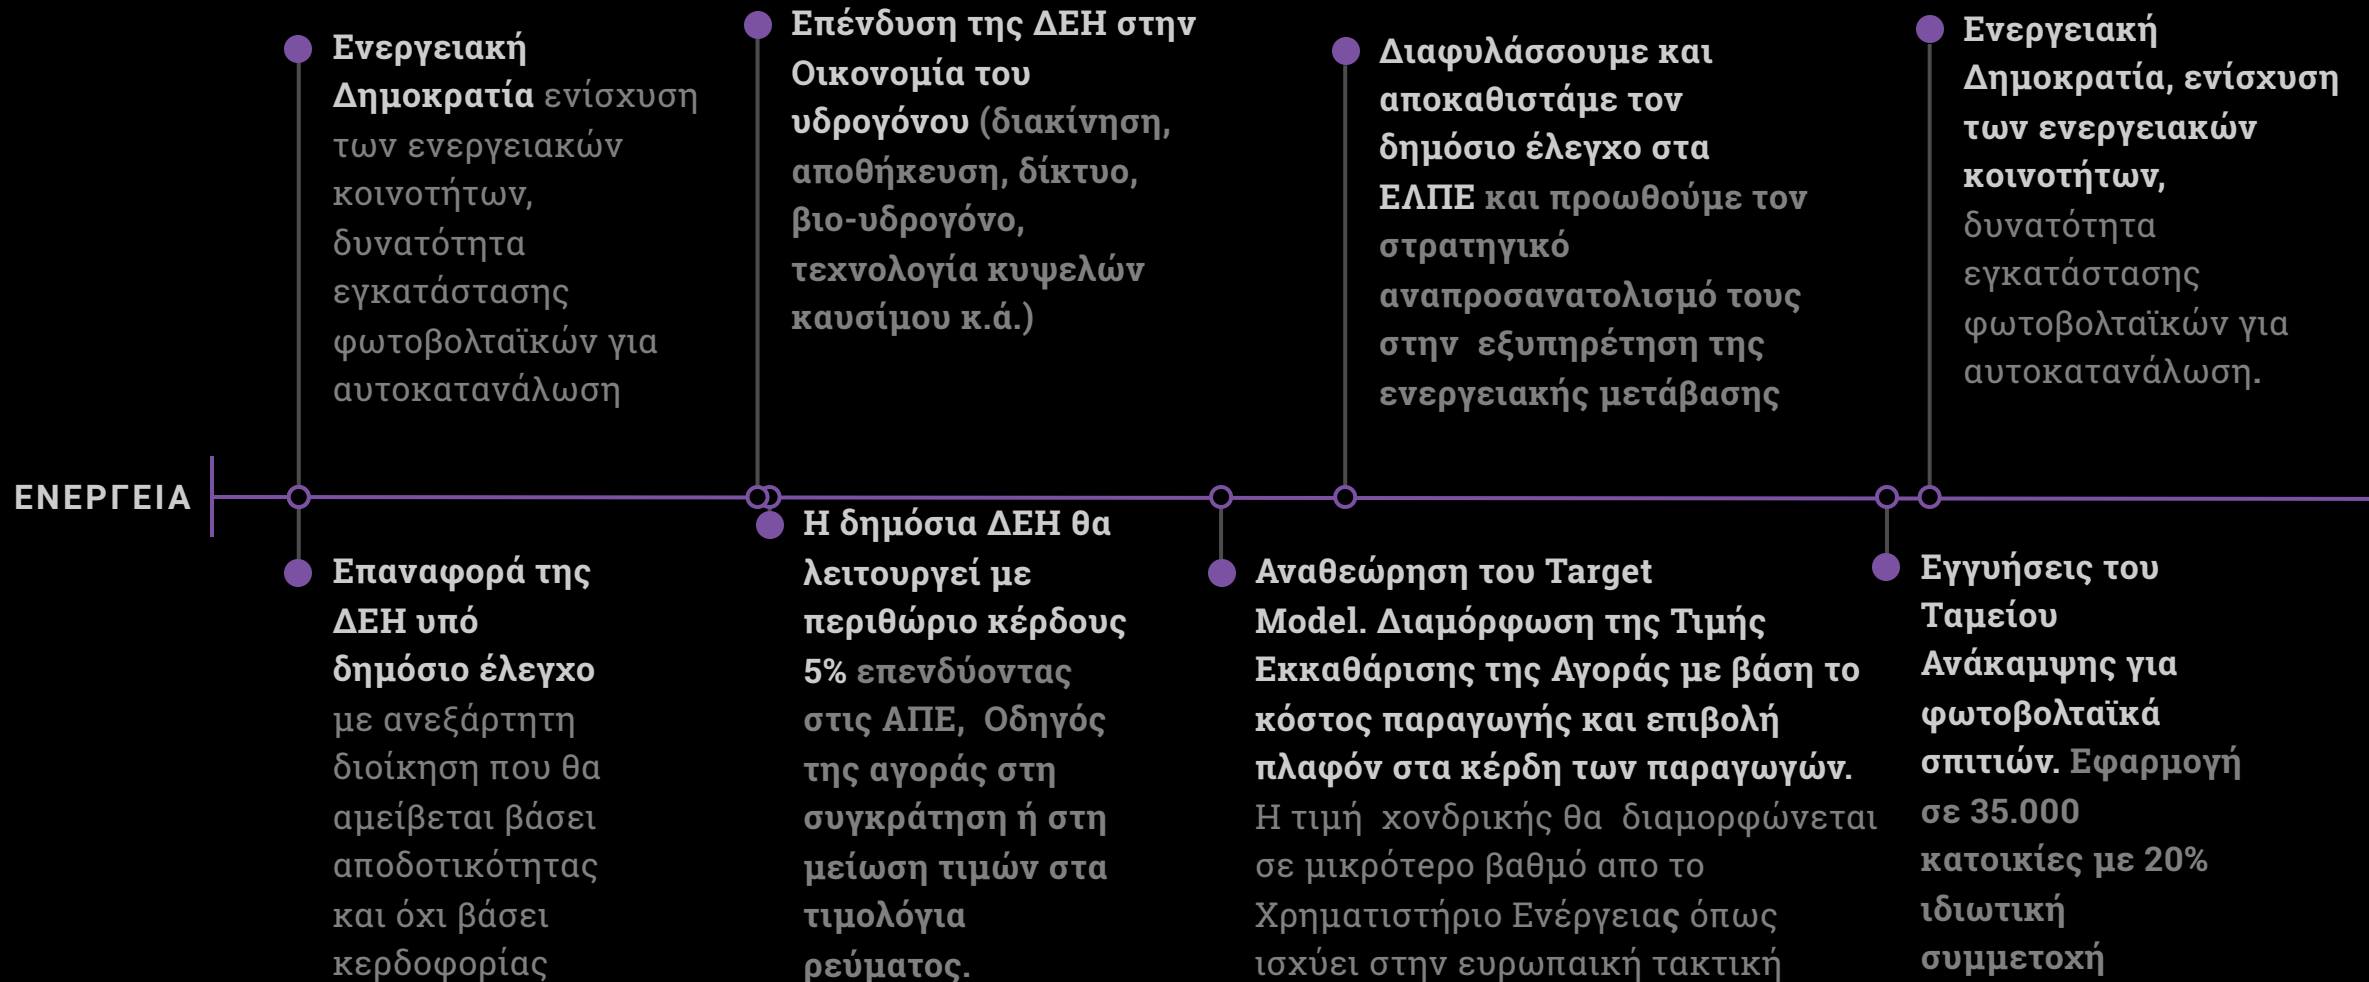 Ενεργειακή
Δημοκρατία ενίσχυση
των ενεργειακών
κοινοτήτων,
δυνατότητα
εγκατάστασης
φωτοβολταϊκών για
αυτοκατανάλωση
Επένδυση της ΔΕΗ στην
Οικονομία του
υδρογόνου (διακίνηση,
αποθήκευση, δίκτυο,
βιο-υδρογόνο,
τεχνολογία κυψελών
καυσίμου κ.ά.)
Διαφυλάσσουμε και
αποκαθιστάμε τον
δημόσιο έλεγχο στα
ΕΛΠΕ και προωθούμε τον
στρατηγικό
αναπροσανατολισμό τους
στην εξυπηρέτηση της
ενεργειακής μετάβασης
Ενεργειακή
Δημοκρατία, ενίσχυση
των ενεργειακών
κοινοτήτων,
δυνατότητα
εγκατάστασης
φωτοβολταϊκών για
αυτοκατανάλωση.
ΕΝΕΡΓΕΙΑ
Επαναφορά της
ΔΕΗ υπό
δημόσιο έλεγχο
με ανεξάρτητη
διοίκηση που θα
αμείβεται βάσει
αποδοτικότητας
και όχι βάσει
κερδοφορίας
Η δημόσια ΔΕΗ θα
λειτουργεί με
περιθώριο κέρδους
5% επενδύοντας
στις ΑΠΕ, Οδηγός
της αγοράς στη
συγκράτηση ή στη
μείωση τιμών στα
τιμολόγια
ρεύματος.
Αναθεώρηση του Target
Model. Διαμόρφωση της Τιμής
Εκκαθάρισης της Αγοράς με βάση το
κόστος παραγωγής και επιβολή
πλαφόν στα κέρδη των παραγωγών.
Η τιμή χονδρικής θα διαμορφώνεται
σε μικρότeρο βαθμό απο το
Χρηματιστήριο Ενέργειας όπως
ισχύει στην ευρωπαική τακτική
Εγγυήσεις του
Ταμείου
Ανάκαμψης για
φωτοβολταϊκά
σπιτιών. Εφαρμογή
σε 35.000
κατοικίες με 20%
ιδιωτική
συμμετοχή